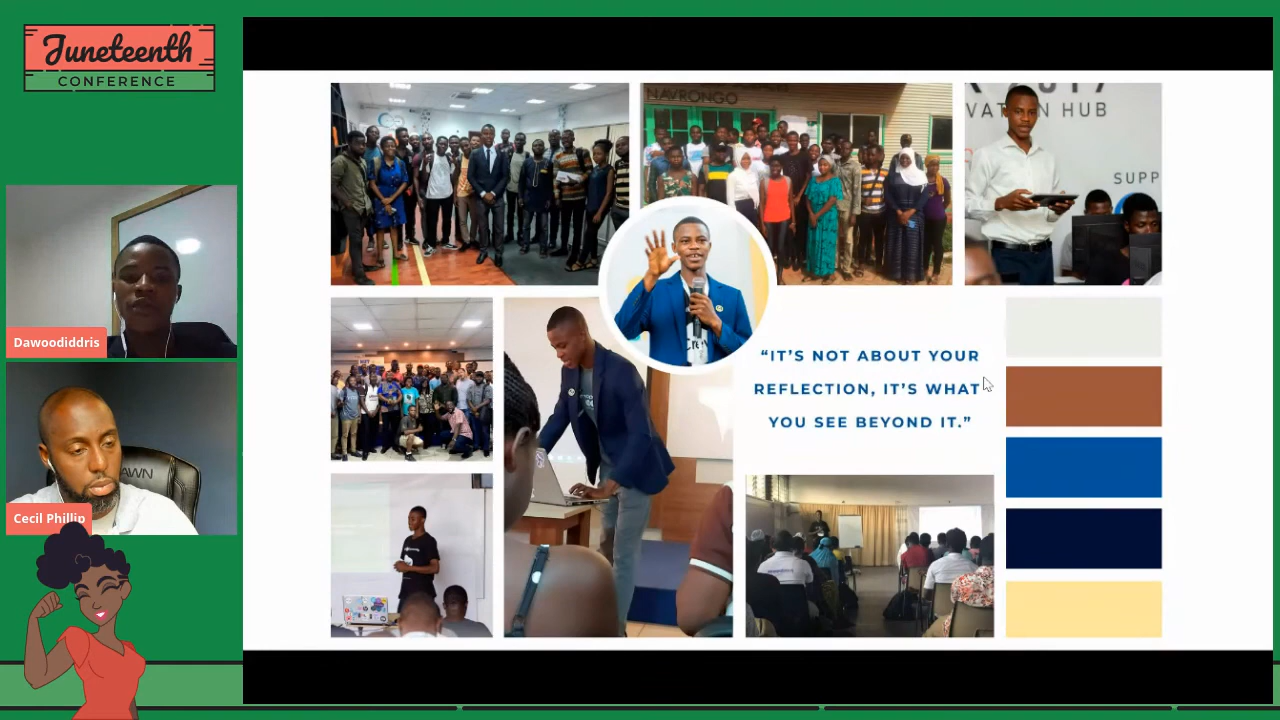 Juneteenth
CONFERENCE
Dawoodiddris
Cecil Phillip
AWN
NAVRONGO
HUB
SUPP
“IT’S NOT ABOUT YOUR
REFLECTION, IT’S WHAT
YOU SEE BEYOND IT.”